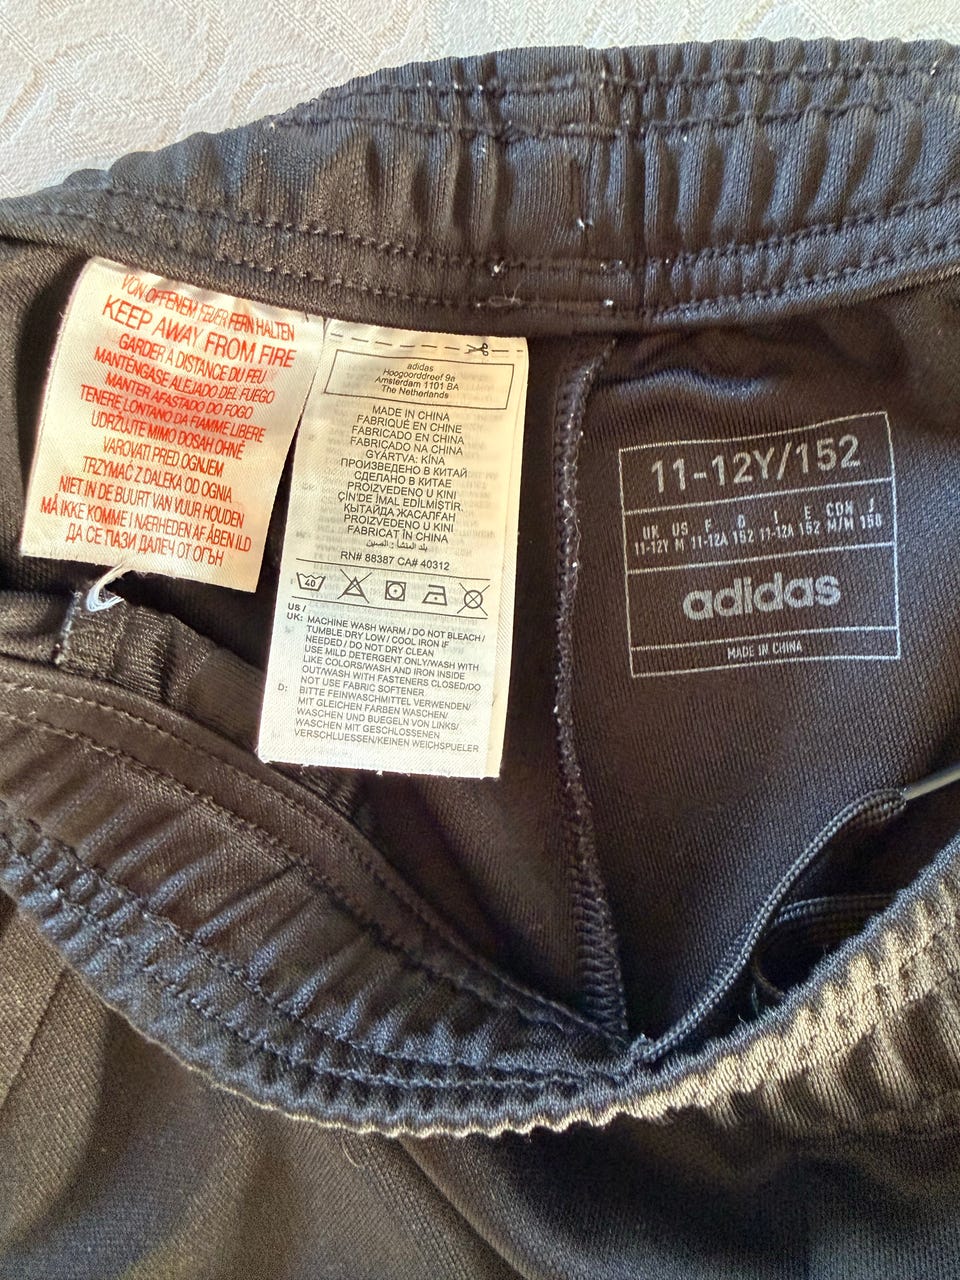 VON OFFENEM FEUER FERN HALTEN
KEEP AWAY FROM FIRE
GARDER A DISTANCE DU FEU
MANTÉNGASE ALEJADO DEL FUEGO
MANTER AFASTADO DO FOGO
TENERE LONTANO DA FIAMME LIBERE
UDRŽUJTE MIMO DOSAH OHNĚ
VAROVATI PRED OGNJEM
TRZYMAĆ Z DALEKA OD OGNIA
NIET IN DE BUURT VAN VUUR HOUDEN
MÅ IKKE KOMME I NÆRHEDEN AF ÅBEN ILD
ДА СЕ ПАЗИ ДАЛЕЧ ОТ ОГЪН
adidas
Hoogoorddreef 9a
Amsterdam 1101 BA
The Netherlands
MADE IN CHINA
FABRIQUÉ EN CHINE
FABRICADO EN CHINA
FABRICADO NA CHINA
GYÁRTVA: KÍNA
ПРОИЗВЕДЕНО В КИТАЙ
СДЕЛАНО В КИТАЕ
PROIZVEDENO U KINI
ÇİN'DE İMAL EDİLMİŞTİR.
ҚЫТАЙДА ЖАСАЛҒАН
PROIZVEDENO U KINI
FABRICAT ÎN CHINA
بلد المنشأ: الصين
RN# 88387 CA# 40312
40
US /
UK: MACHINE WASH WARM / DO NOT BLEACH /
TUMBLE DRY LOW / COOL IRON IF
NEEDED / DO NOT DRY CLEAN
USE MILD DETERGENT ONLY/WASH WITH
LIKE COLORS/WASH AND IRON INSIDE
OUT/WASH WITH FASTENERS CLOSED/DO
NOT USE FABRIC SOFTENER
D: BITTE FEINWASCHMITTEL VERWENDEN/
MIT GLEICHEN FARBEN WASCHEN/
WASCHEN UND BUEGELN VON LINKS/
WASCHEN MIT GESCHLOSSENEN
VERSCHLUESSEN/KEINEN WEICHSPUELER
11-12Y/152
UK US F D I E CDN J
11-12Y M 11-12A 152 11-12A 152 M/M 150
adidas
MADE IN CHINA